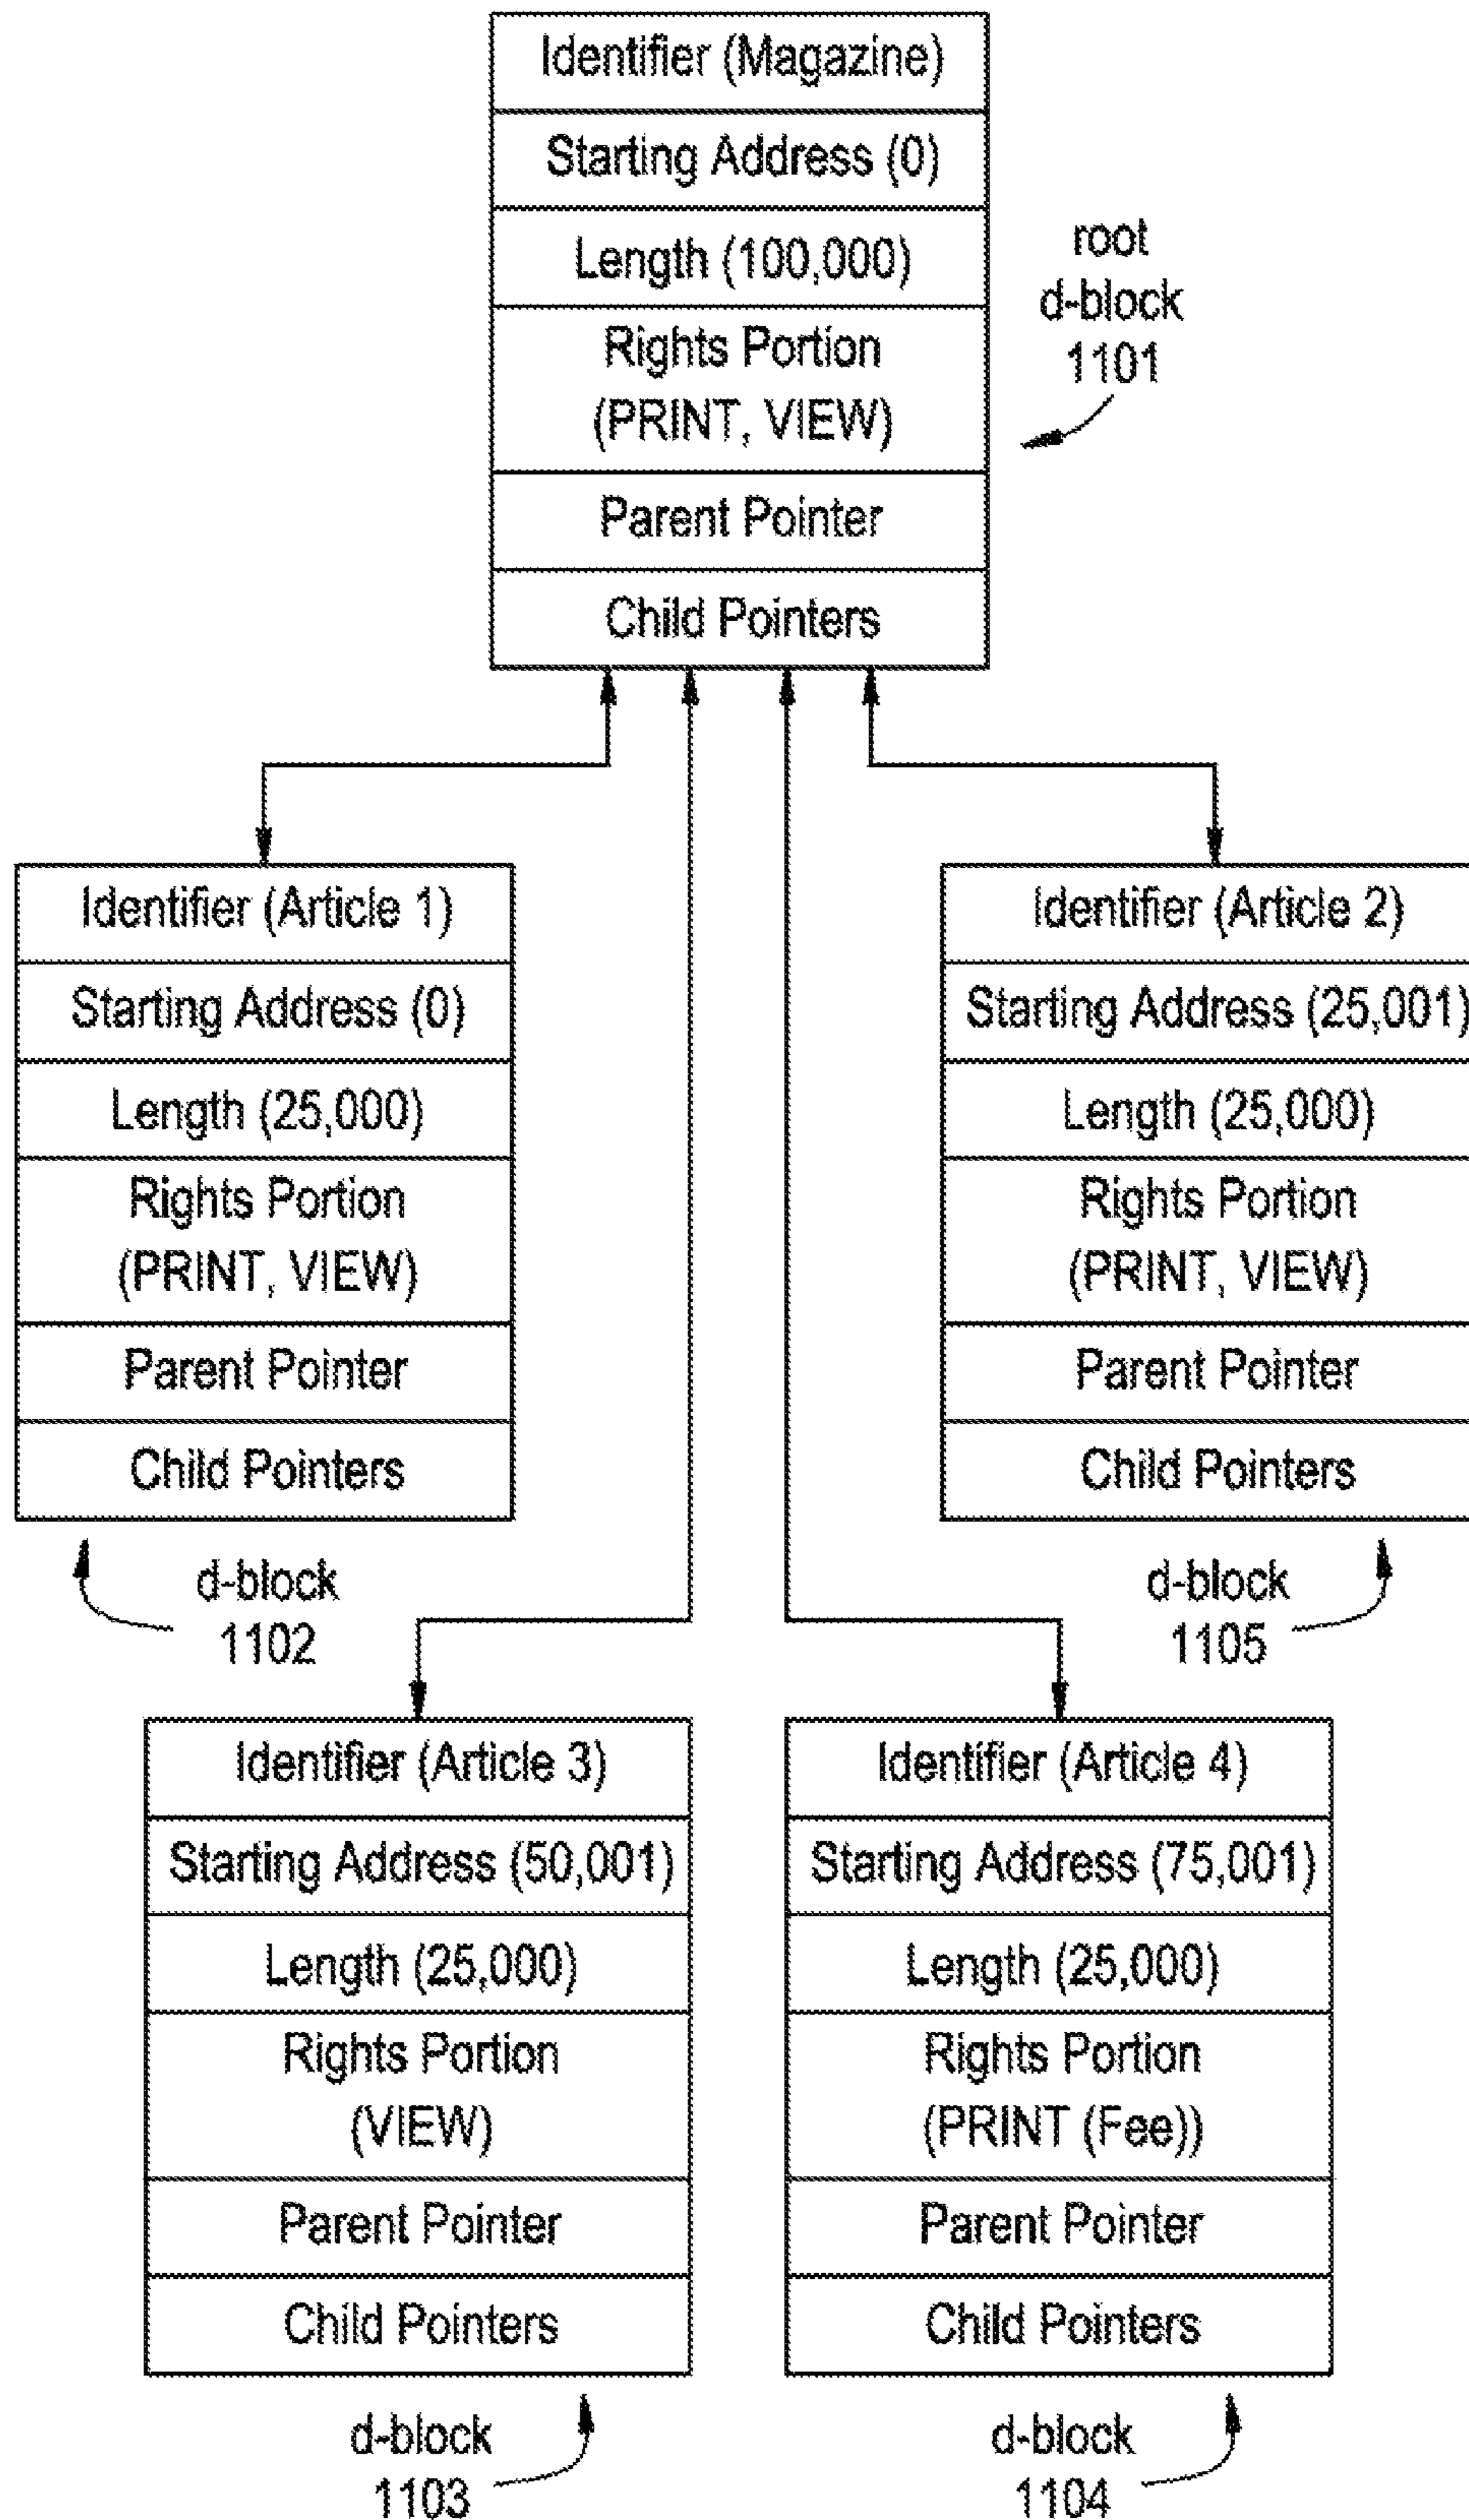 Identifier (Magazine)
Starting Address (0)
Length (100,000)
Rights Portion
(PRINT, VIEW)
Parent Pointer
Child Pointers
root
d-block
1101
Identifier (Article 1)
Starting Address (0)
Length (25,000)
Rights Portion
(PRINT, VIEW)
Parent Pointer
Child Pointers
d-block
1102
Identifier (Article 2)
Starting Address (25,001)
Length (25,000)
Rights Portion
(PRINT, VIEW)
Parent Pointer
Child Pointers
d-block
1105
Identifier (Article 3)
Starting Address (50,001)
Length (25,000)
Rights Portion
(VIEW)
Parent Pointer
Child Pointers
d-block
1103
Identifier (Article 4)
Starting Address (75,001)
Length (25,000)
Rights Portion
(PRINT (Fee))
Parent Pointer
Child Pointers
d-block
1104